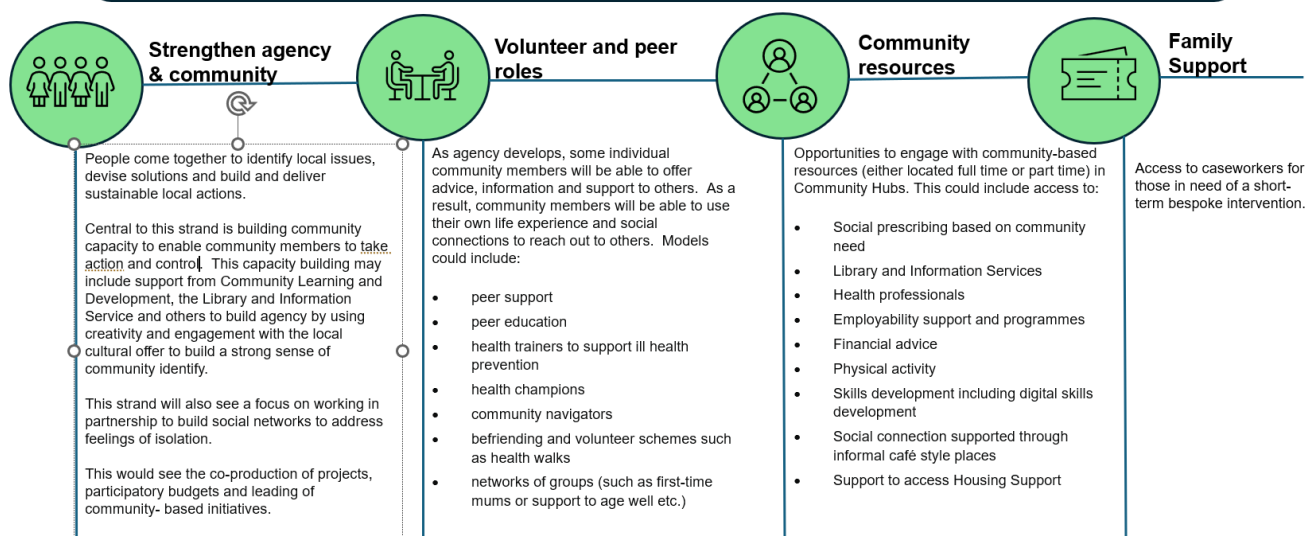 Strengthen agency
& community
People come together to identify local issues,
devise solutions and build and deliver
sustainable local actions.
Central to this strand is building community
capacity to enable community members to take
action and control.  This capacity building may
include support from Community Learning and
Development, the Library and Information
Service and others to build agency by using
creativity and engagement with the local
cultural offer to build a strong sense of
community identify.
This strand will also see a focus on working in
partnership to build social networks to address
feelings of isolation.
This would see the co-production of projects,
participatory budgets and leading of
community- based initiatives.
Volunteer and peer
roles
As agency develops, some individual
community members will be able to offer
advice, information and support to others.  As a
result, community members will be able to use
their own life experience and social
connections to reach out to others.  Models
could include:
• peer support
• peer education
• health trainers to support ill health
prevention
• health champions
• community navigators
• befriending and volunteer schemes such
as health walks
• networks of groups (such as first-time
mums or support to age well etc.)
Community
resources
Opportunities to engage with community-based
resources (either located full time or part time) in
Community Hubs. This could include access to:
• Social prescribing based on community
need
• Library and Information Services
• Health professionals
• Employability support and programmes
• Financial advice
• Physical activity
• Skills development including digital skills
development
• Social connection supported through
informal café style places
• Support to access Housing Support
Family
Support
Access to caseworkers for
those in need of a short-
term bespoke intervention.